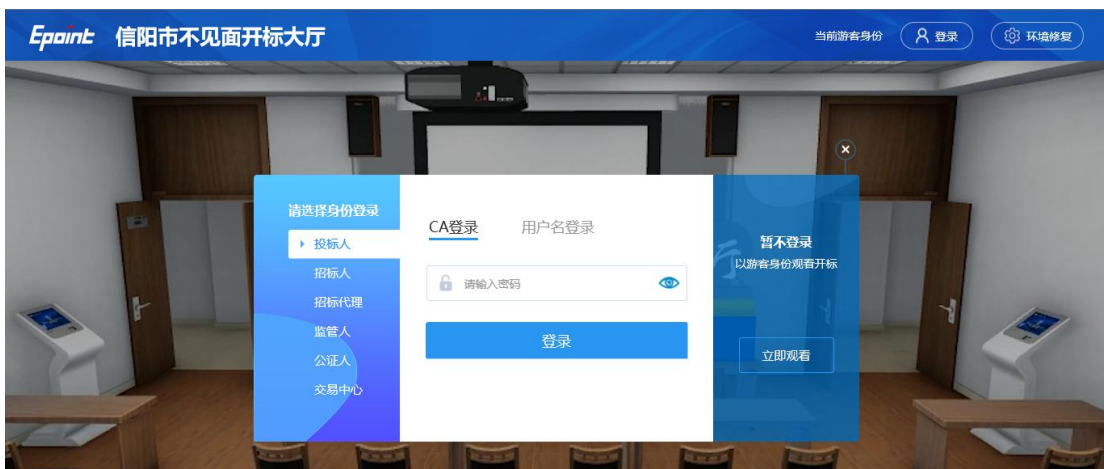 Epoint 信阳市不见面开标大厅
当前游客身份
登录
环境修复
请选择身份登录
投标人
招标人
招标代理
监管人
公证人
交易中心
CA登录 用户名登录
请输入密码
登录
暂不登录
以游客身份观看开标
立即观看